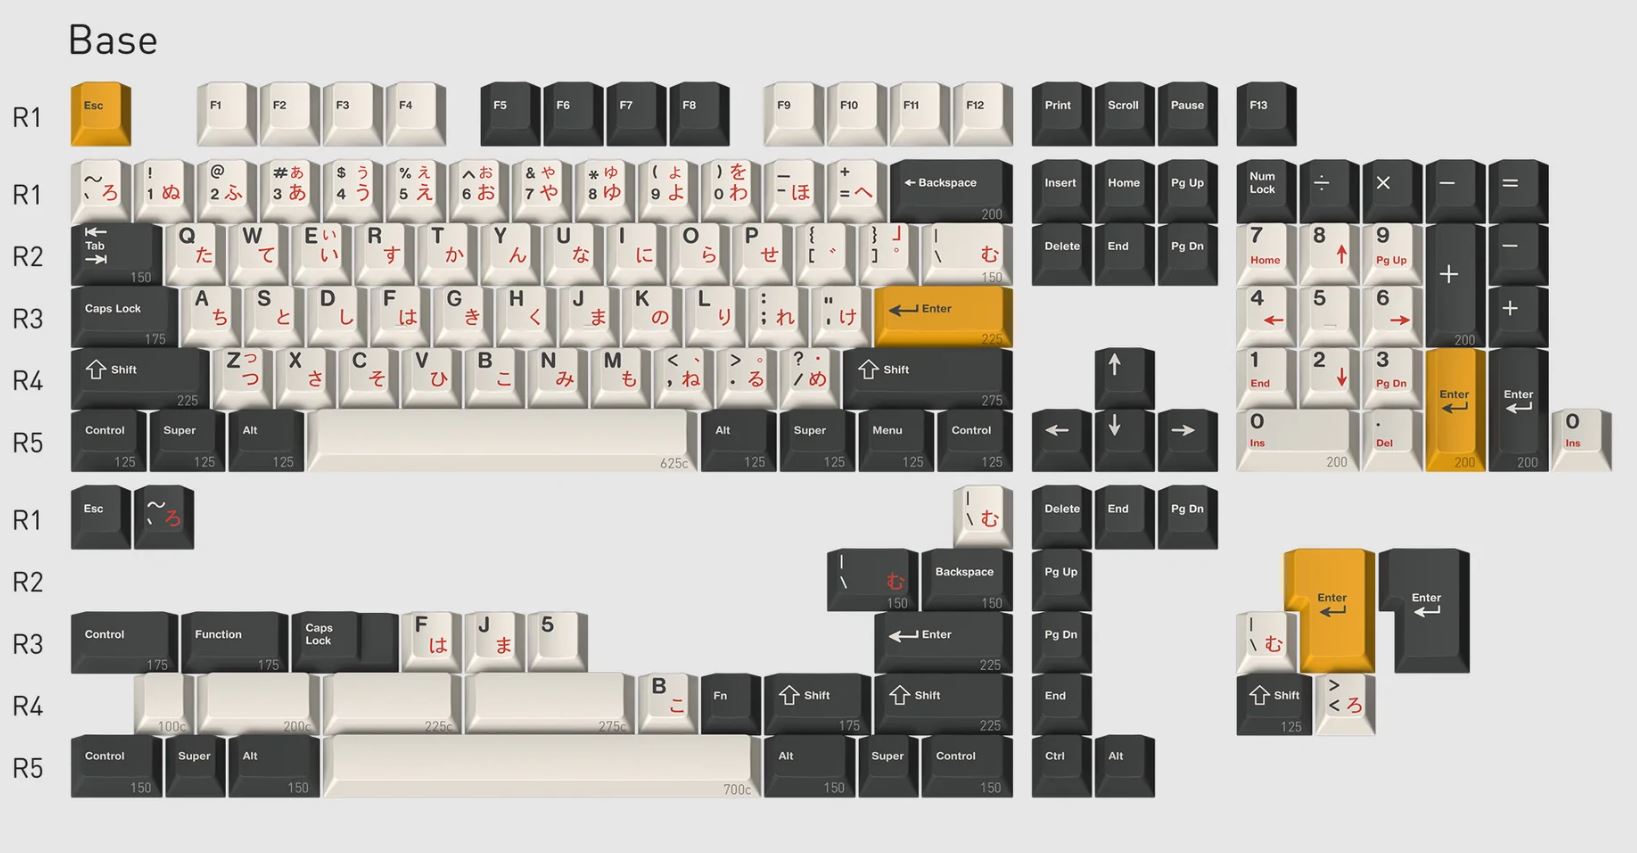 Base
R1 Esc F1 F2 F3 F4 F5 F6 F7 F8 F9 F10 F11 F12 Print Scroll Pause F13
R1 ~ ` ろ ! 1 ぬ @ 2 ふ # ぁ 3 あ $ ぅ 4 う % ぇ 5 え ^ ぉ 6 お & ゃ 7 や * ゅ 8 ゆ ( ょ 9 よ ) を 0 わ — - ほ + = へ ← Backspace 200 Insert Home Pg Up Num Lock ÷ × − =
R2 Tab 150 Q た W て E ぃ い R す T か Y ん U な I に O ら P せ { [ ゛ } 」 ] ゜ | \ む 150 Delete End Pg Dn 7 Home 8 ↑ 9 Pg Up + 200 −
R3 Caps Lock 175 A ち S と D し F は G き H く J ま K の L り : ; れ " ' け Enter 225 4 ← 5 6 → +
R4 Shift 225 Z っ つ X さ C そ V ひ B こ N み M も < 、 , ね > 。 . る ? ・ / め Shift 275 ↑ 1 End 2 ↓ 3 Pg Dn Enter 200 Enter 200
R5 Control 125 Super 125 Alt 125 625c Alt 125 Super 125 Menu 125 Control 125 ← ↓ → 0 Ins 200 . Del 0 Ins
R1 Esc ~ ` ろ | \ む Delete End Pg Dn
R2 | \ む 150 Backspace 150 Pg Up Enter Enter
R3 Control 175 Function 175 Caps Lock F は J ま 5 Enter 225 Pg Dn | \ む
R4 100c 200c 225c 275c B こ Fn Shift 175 Shift 225 End Shift 125 > < ろ
R5 Control 150 Super Alt 150 700c Alt 150 Super Control 150 Ctrl Alt